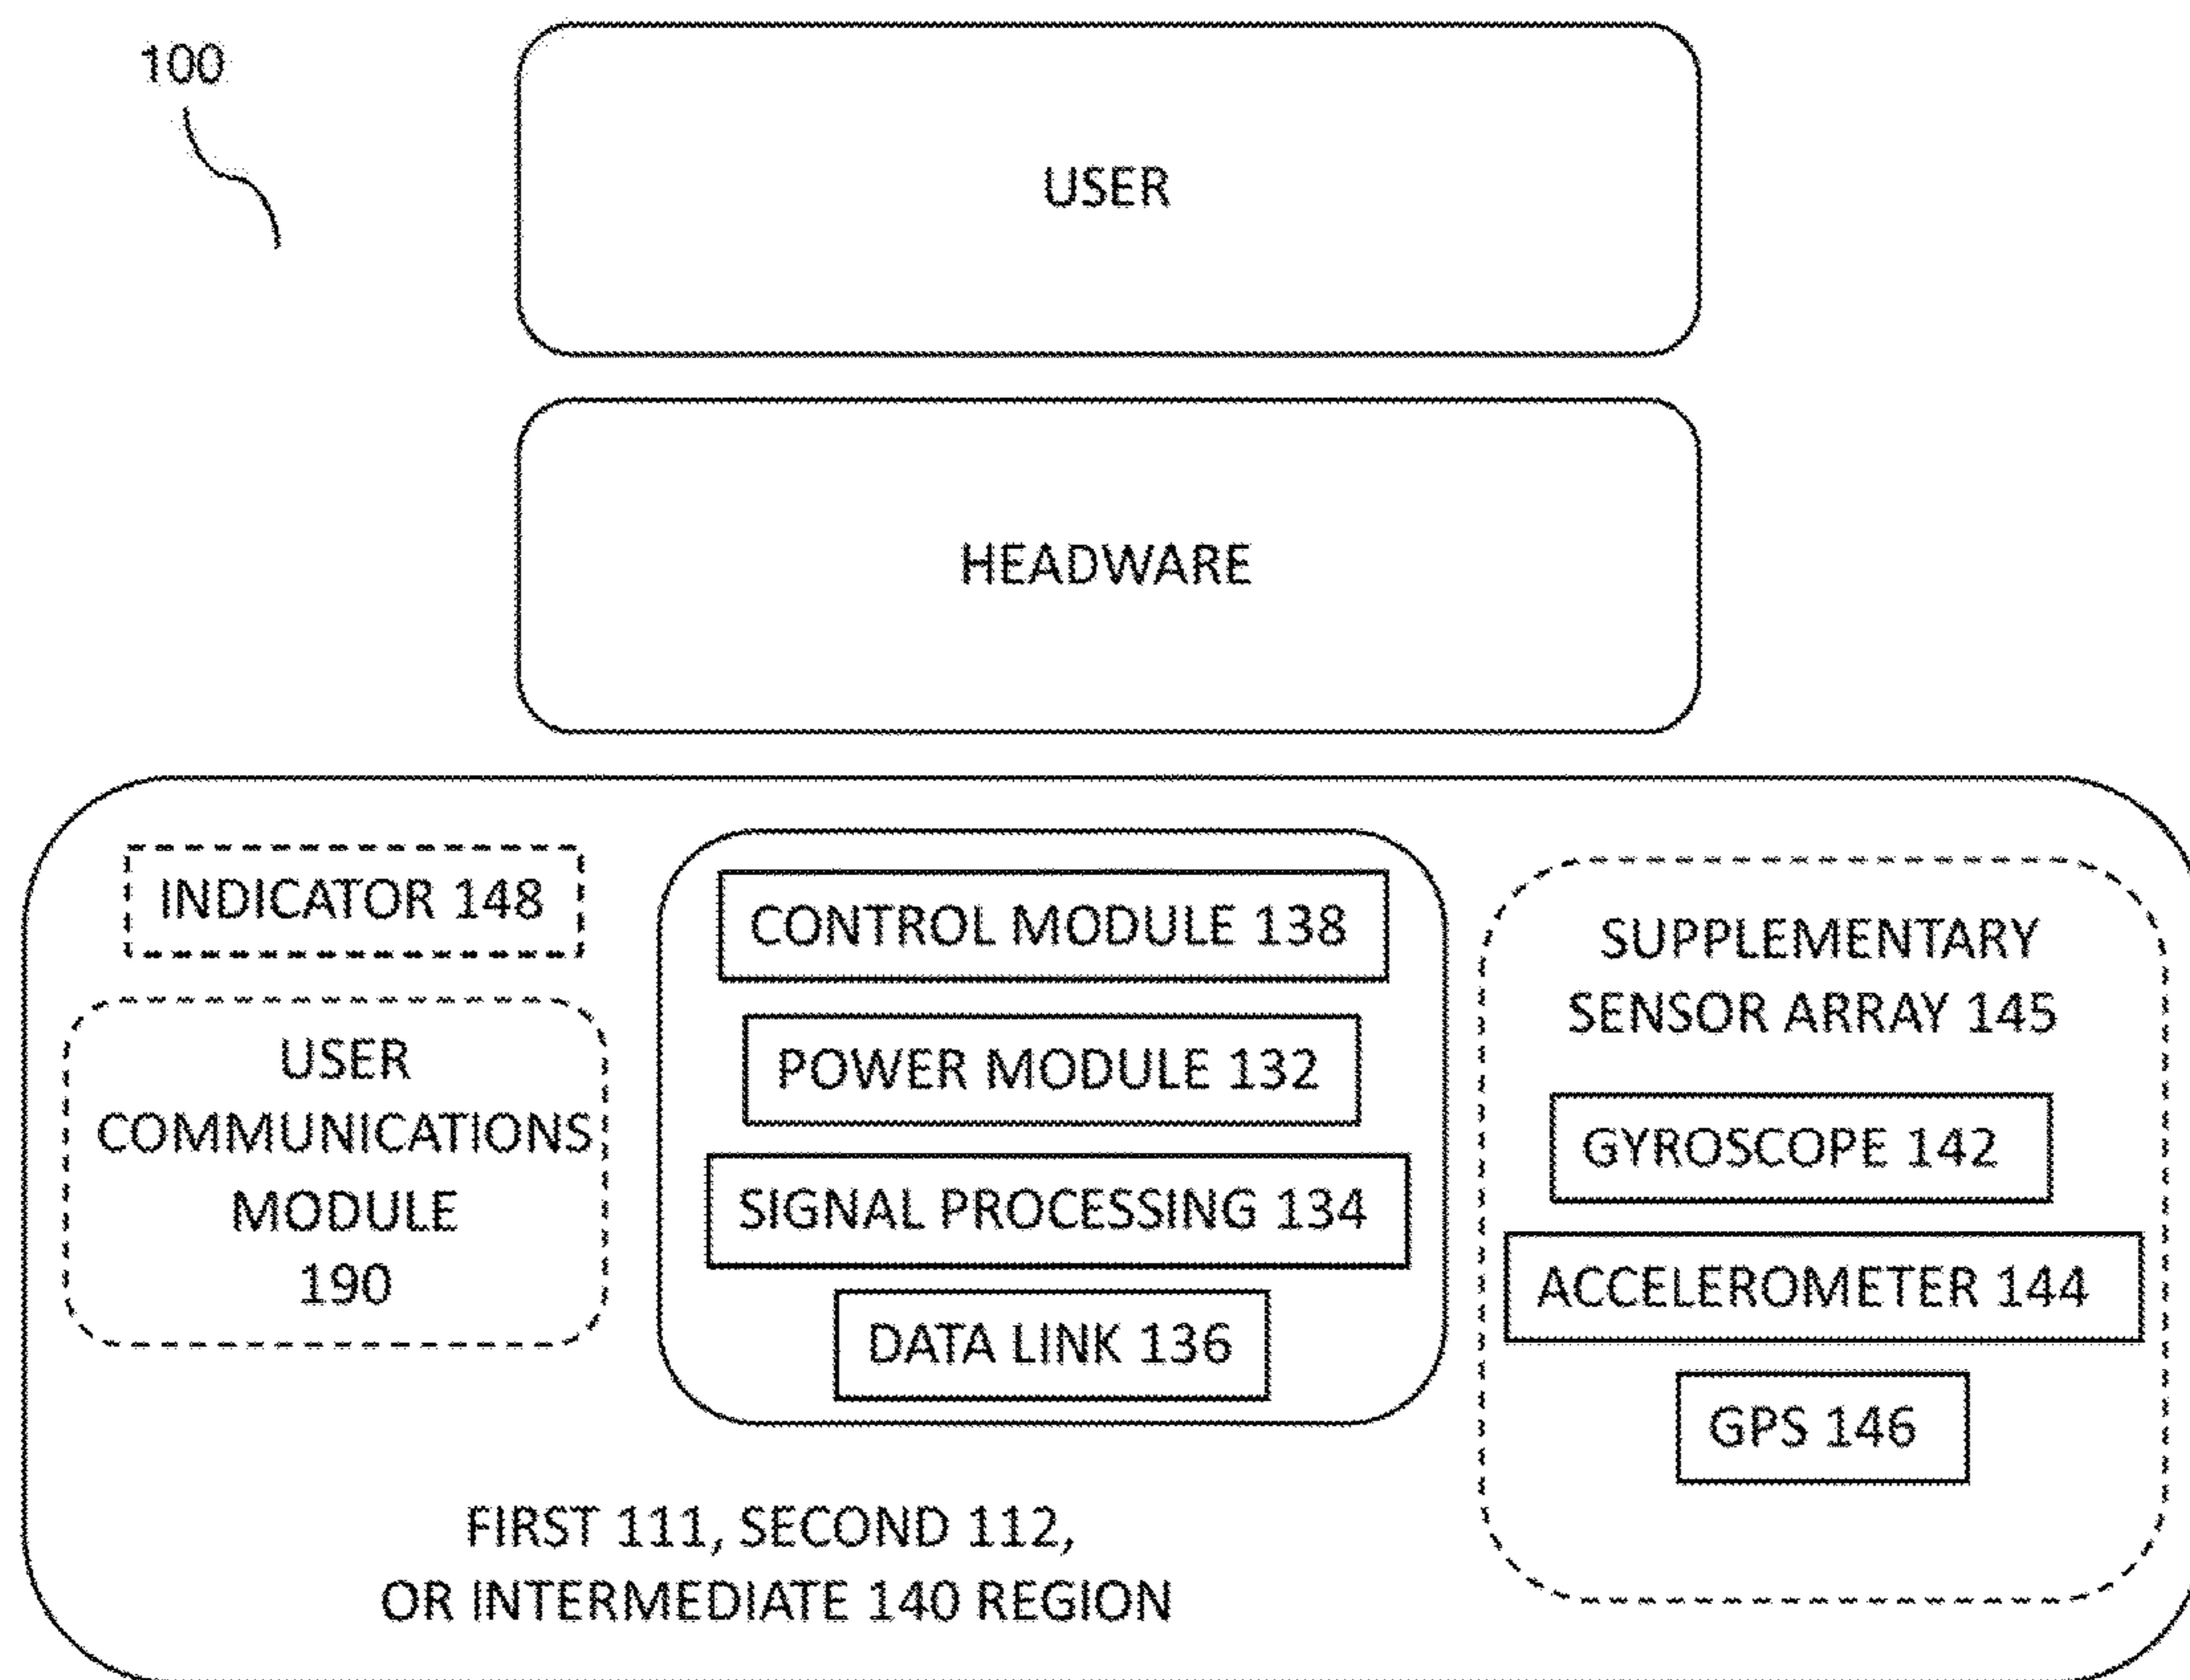 100
USER
HEADWARE
INDICATOR 148
USER
COMMUNICATIONS
MODULE
190
CONTROL MODULE 138
POWER MODULE 132
SIGNAL PROCESSING 134
DATA LINK 136
SUPPLEMENTARY
SENSOR ARRAY 145
GYROSCOPE 142
ACCELEROMETER 144
GPS 146
FIRST 111, SECOND 112,
OR INTERMEDIATE 140 REGION